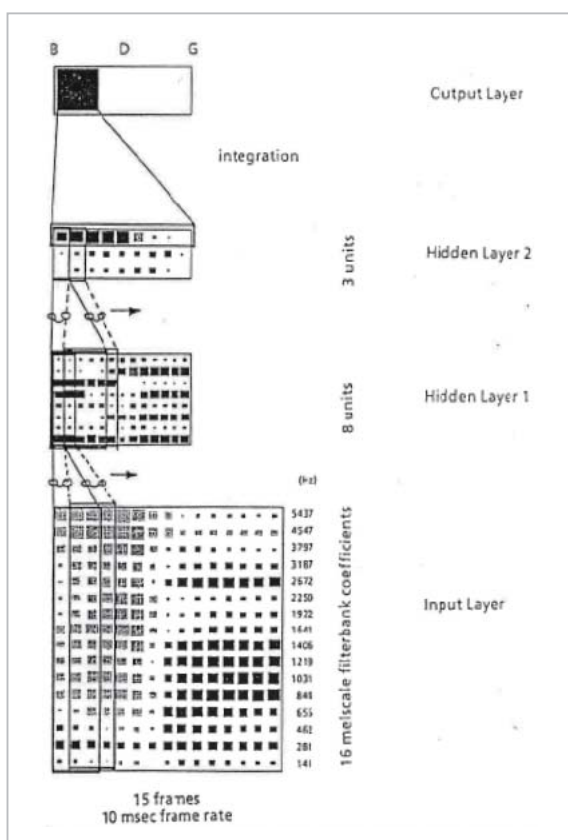 B D G
Cutput Layer
integration
3 units
Hidden Layer 2
8 units
Hidden Layer 1
(Hz)
5437
4547
3797
3187
2672
2250
1922
1641
1406
1219
1031
844
656
462
281
141
16 melscale filterbank coefficients
Input Layer
15 frames
10 msec frame rate